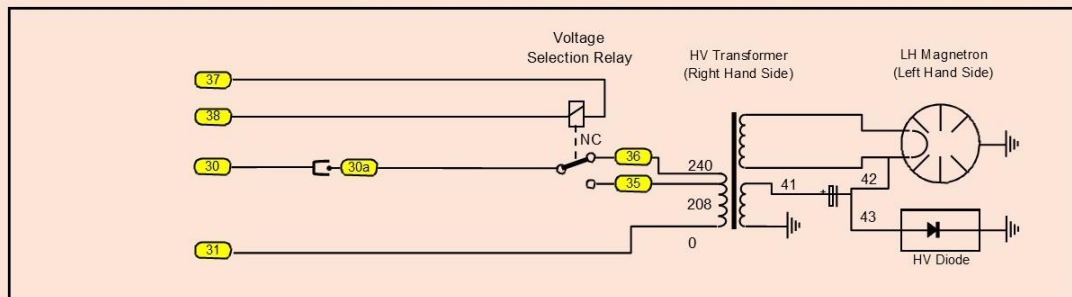 Voltage
Selection Relay
HV Transformer
(Right Hand Side)
LH Magnetron
(Left Hand Side)
37
38
NC
30
30a
36
240
35
208
41
42
43
31
0
HV Diode